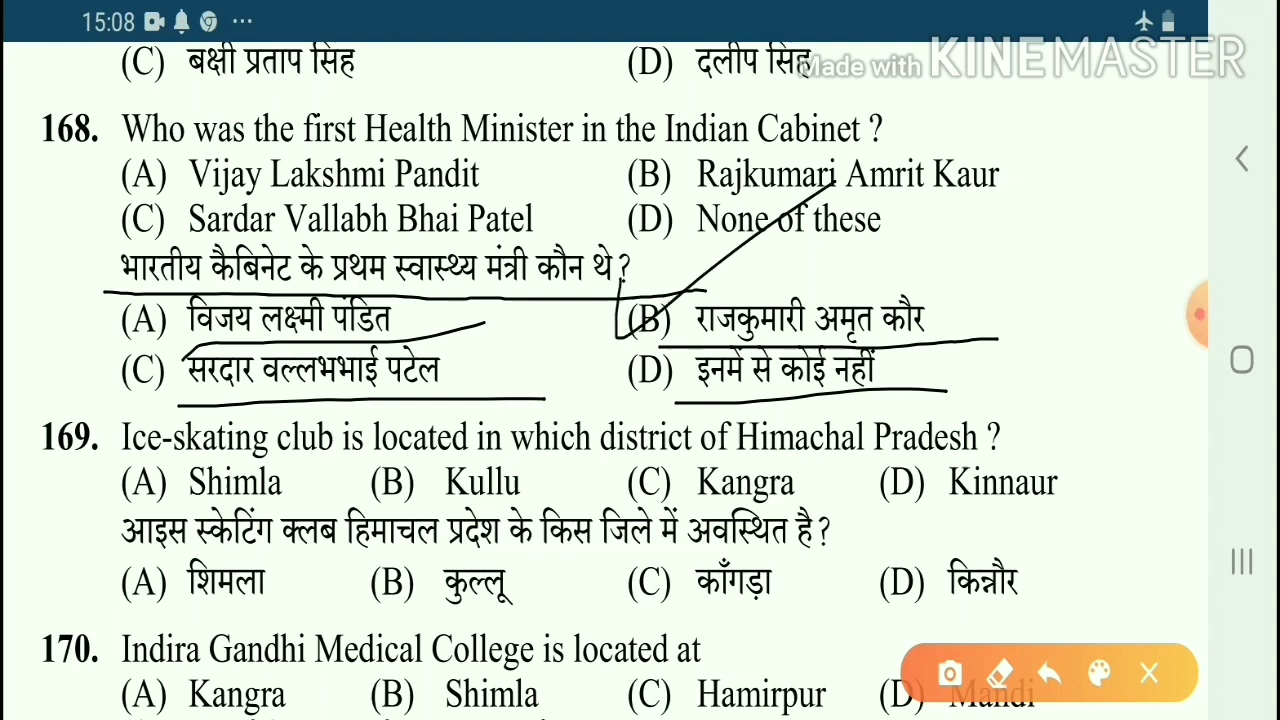 15:08
Made with KINEMASTER
(C) बक्षी प्रताप सिंह (D) दलीप सिंह
168. Who was the first Health Minister in the Indian Cabinet ?
(A) Vijay Lakshmi Pandit (B) Rajkumari Amrit Kaur
(C) Sardar Vallabh Bhai Patel (D) None of these
भारतीय कैबिनेट के प्रथम स्वास्थ्य मंत्री कौन थे?
(A) विजय लक्ष्मी पंडित (B) राजकुमारी अमृत कौर
(C) सरदार वल्लभभाई पटेल (D) इनमें से कोई नहीं
169. Ice-skating club is located in which district of Himachal Pradesh ?
(A) Shimla (B) Kullu (C) Kangra (D) Kinnaur
आइस स्केटिंग क्लब हिमाचल प्रदेश के किस जिले में अवस्थित है?
(A) शिमला (B) कुल्लू (C) काँगड़ा (D) किन्नौर
170. Indira Gandhi Medical College is located at
(A) Kangra (B) Shimla (C) Hamirpur (D) Mandi